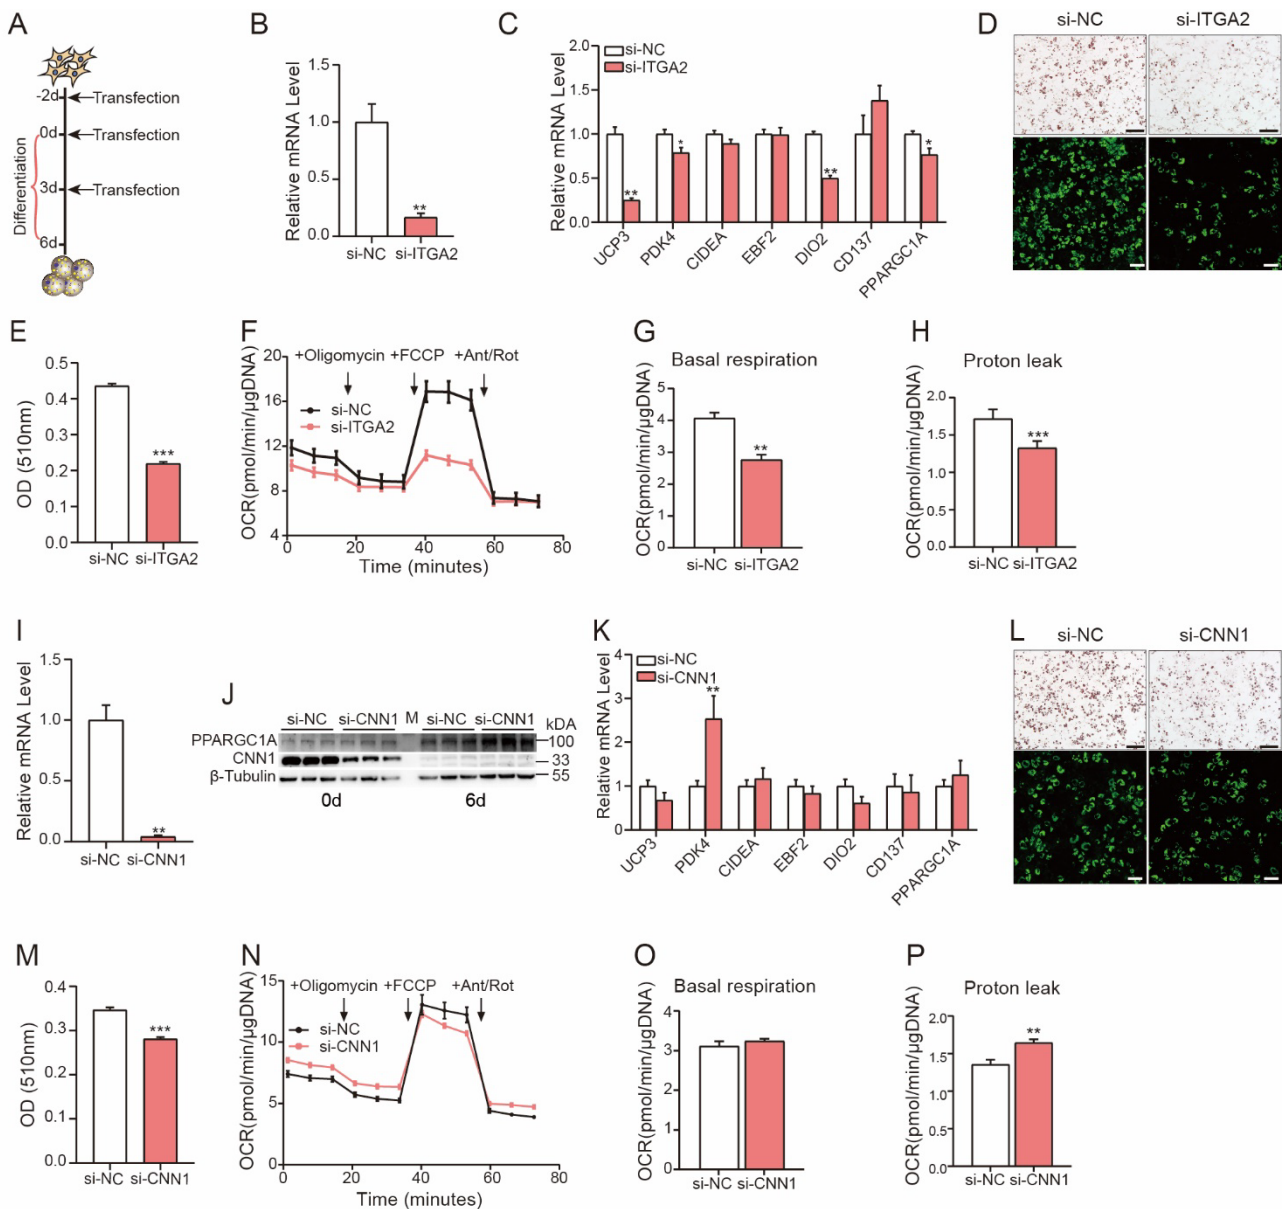 A
-2d
Transfection
0d
Transfection
Differentiation
3d
Transfection
6d
B
Relative mRNA Level
1.5
1.0
0.5
0.0
**
si-NC si-ITGA2
C
Relative mRNA Level
2.0
1.5
1.0
0.5
0.0
si-NC
si-ITGA2
** * ** *
UCP3 PDK4 CIDEA EBF2 DIO2 CD137 PPARGC1A
D
si-NC si-ITGA2
E
OD (510nm)
0.5
0.4
0.3
0.2
0.1
0.0
***
si-NC si-ITGA2
F
OCR(pmol/min/μgDNA)
20
16
12
8
4
+Oligomycin +FCCP +Ant/Rot
si-NC
si-ITGA2
0 20 40 60 80
Time (minutes)
G
Basal respiration
OCR(pmol/min/μgDNA)
5
4
3
2
1
0
**
si-NC si-ITGA2
H
Proton leak
OCR(pmol/min/μgDNA)
2.0
1.5
1.0
0.5
0.0
***
si-NC si-ITGA2
I
Relative mRNA Level
1.5
1.0
0.5
0.0
**
si-NC si-CNN1
J
si-NC si-CNN1 M si-NC si-CNN1 kDA
PPARGC1A 100
CNN1 33
β-Tubulin 55
0d 6d
K
Relative mRNA Level
4
3
2
1
0
si-NC
si-CNN1
**
UCP3 PDK4 CIDEA EBF2 DIO2 CD137 PPARGC1A
L
si-NC si-CNN1
M
OD (510nm)
0.4
0.3
0.2
0.1
0.0
***
si-NC si-CNN1
N
OCR(pmol/min/μgDNA)
15
10
5
0
+Oligomycin +FCCP +Ant/Rot
si-NC
si-CNN1
0 20 40 60 80
Time (minutes)
O
Basal respiration
OCR(pmol/min/μgDNA)
5
4
3
2
1
0
si-NC si-CNN1
P
Proton leak
OCR(pmol/min/μgDNA)
2.0
1.5
1.0
1.5
0.0
**
si-NC si-CNN1